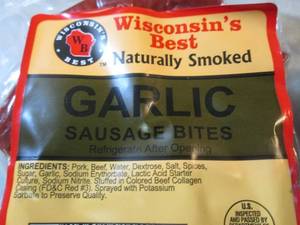 WISCONSIN'S
WB
BEST
TM
Wisconsin's
Best
Naturally Smoked
GARLIC
SAUSAGE BITES
Refrigerate After Opening
INGREDIENTS: Pork, Beef, Water, Dextrose, Salt, Spices,
Sugar, Garlic, Sodium Erythorbate, Lactic Acid Starter
Culture, Sodium Nitrite. Stuffed in Colored Beef Collagen
Casing (FD&C Red #3). Sprayed with Potassium
Sorbate to Preserve Quality.
U.S.
INSPECTED
AND PASSED BY